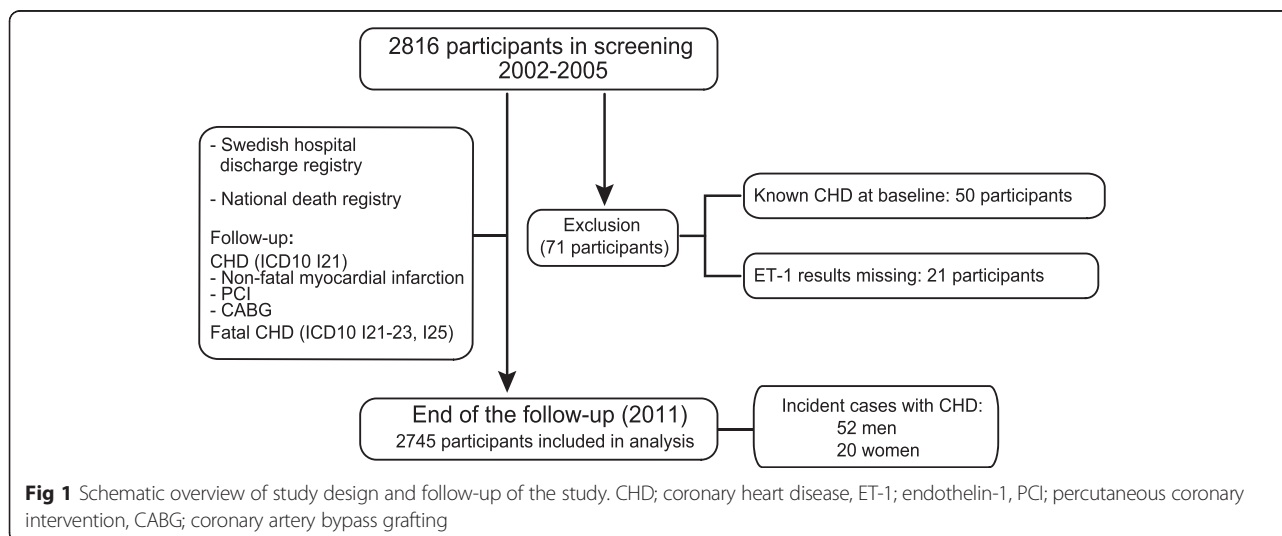 2816 participants in screening
2002-2005
- Swedish hospital
discharge registry
- National death registry
Follow-up:
CHD (ICD10 I21)
- Non-fatal myocardial infarction
- PCI
- CABG
Fatal CHD (ICD10 I21-23, I25)
Exclusion
(71 participants)
Known CHD at baseline: 50 participants
ET-1 results missing: 21 participants
End of the follow-up (2011)
2745 participants included in analysis
Incident cases with CHD:
52 men
20 women
Fig 1 Schematic overview of study design and follow-up of the study. CHD; coronary heart disease, ET-1; endothelin-1, PCI; percutaneous coronary
intervention, CABG; coronary artery bypass grafting